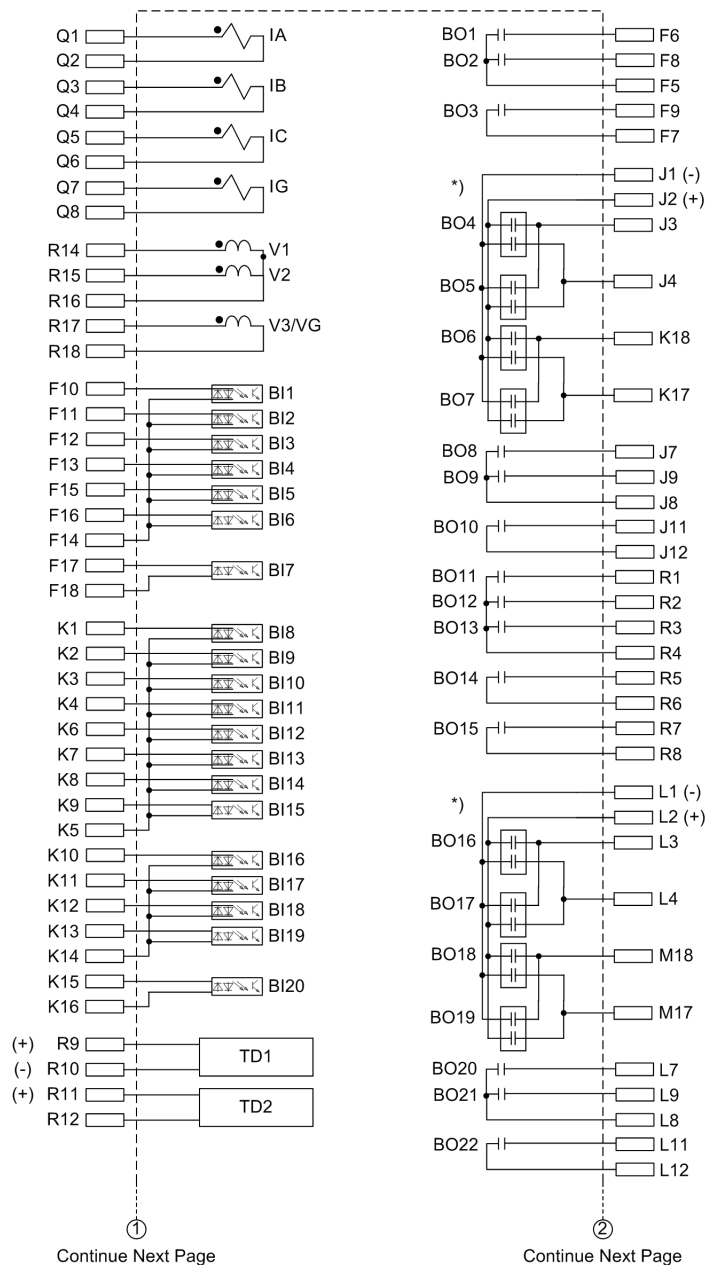 Q1 IA
Q2
Q3 IB
Q4
Q5 IC
Q6
Q7 IG
Q8
R14 V1
R15 V2
R16
R17 V3/VG
R18
F10 BI1
F11 BI2
F12 BI3
F13 BI4
F15 BI5
F16 BI6
F14
F17 BI7
F18
K1 BI8
K2 BI9
K3 BI10
K4 BI11
K6 BI12
K7 BI13
K8 BI14
K9 BI15
K5
K10 BI16
K11 BI17
K12 BI18
K13 BI19
K14
K15 BI20
K16
(+) R9 TD1
(-) R10
(+) R11 TD2
R12
1
Continue Next Page
BO1 F6
BO2 F8
F5
BO3 F9
F7
*) J1 (-)
J2 (+)
BO4 J3
BO5 J4
BO6 K18
BO7 K17
BO8 J7
BO9 J9
J8
BO10 J11
J12
BO11 R1
BO12 R2
BO13 R3
R4
BO14 R5
R6
BO15 R7
R8
*) L1 (-)
L2 (+)
BO16 L3
BO17 L4
BO18 M18
BO19 M17
BO20 L7
BO21 L9
L8
BO22 L11
L12
2
Continue Next Page